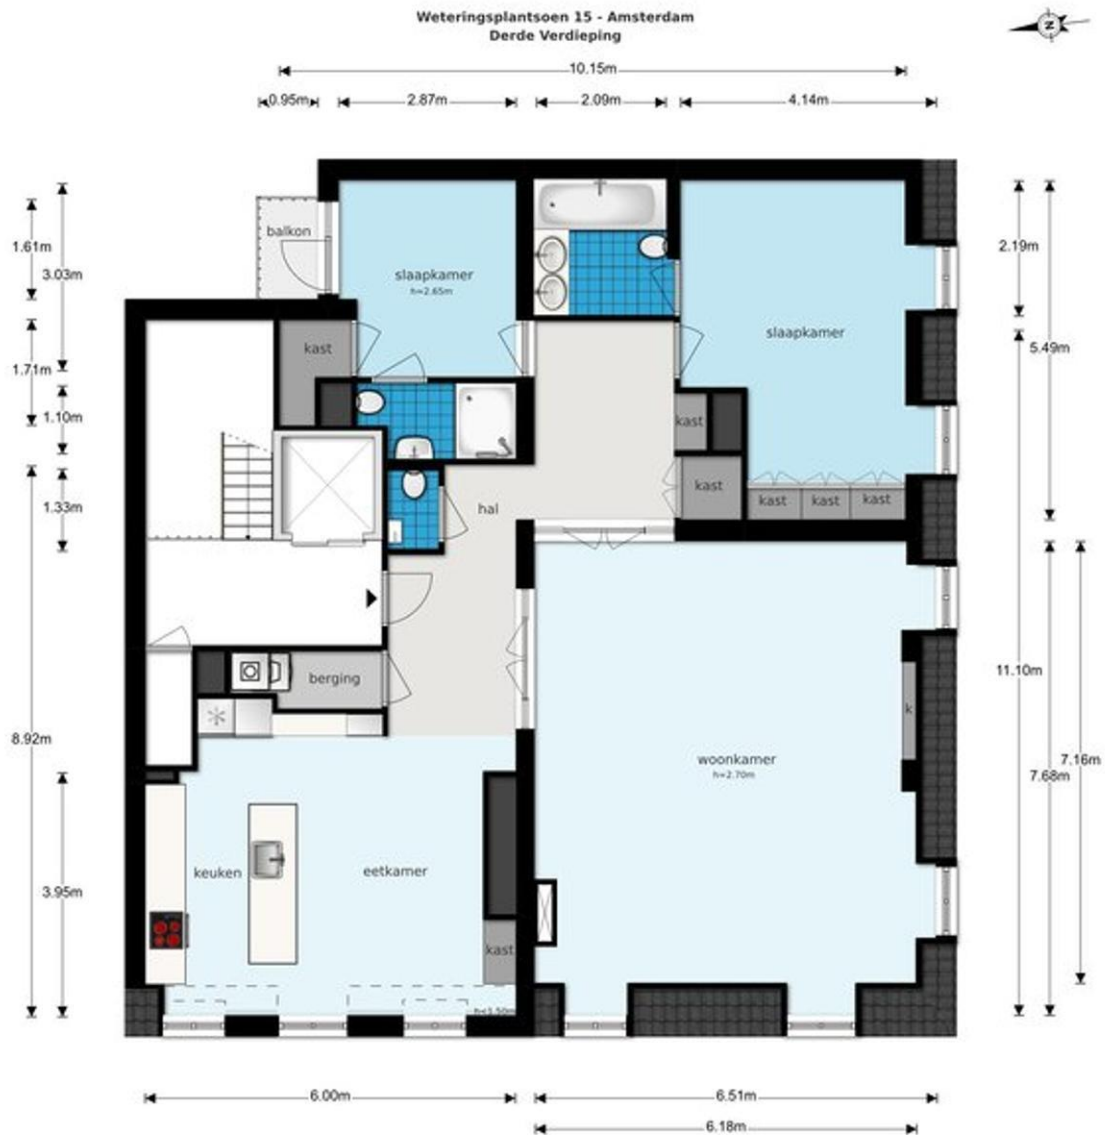 Weteringsplantsoen 15 - Amsterdam
Derde Verdieping
N
10.15m
0.95m
2.87m
2.09m
4.14m
1.61m
3.03m
balkon
slaapkamer
h=2.65m
2.19m
slaapkamer
5.49m
kast
1.71m
1.10m
kast
kast
kast
kast
kast
1.33m
hal
berging
11.10m
k
8.92m
woonkamer
h=2.70m
7.16m
7.68m
keuken
eetkamer
3.95m
kast
h<1.50m
6.00m
6.51m
6.18m